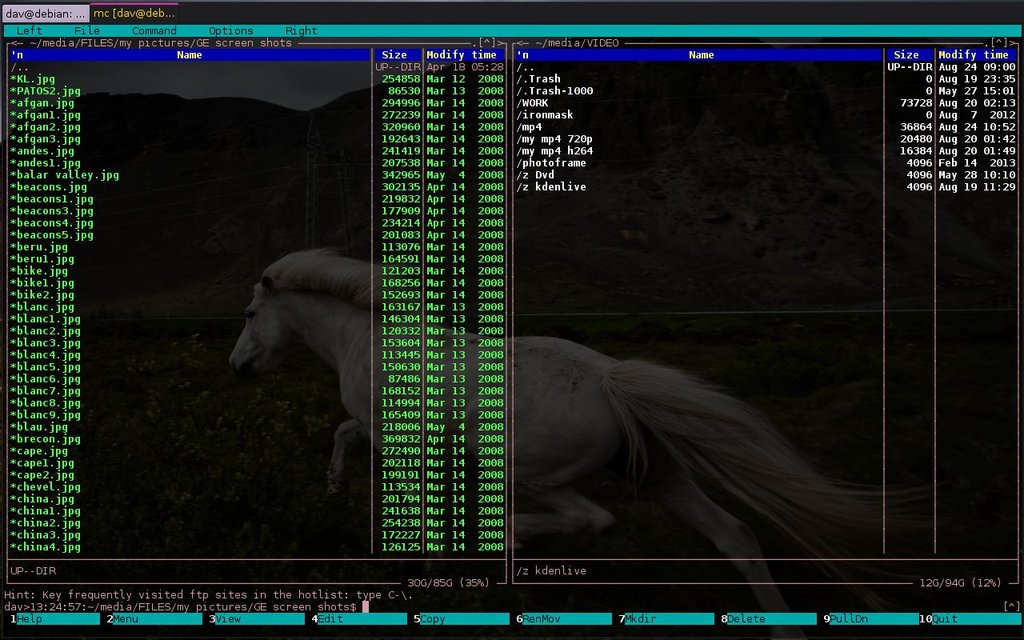 dav@debian: ... mc [dav@deb...
Left File Command Options Right
<— ~/media/FILES/my pictures/GE screen shots .[^]>
'n Name Size Modify time
/.. UP--DIR Apr 18 05:28
*KL.jpg 254858 Mar 12 2008
*PATOS2.jpg 86530 Mar 13 2008
*afgan.jpg 294996 Mar 14 2008
*afgan1.jpg 272239 Mar 14 2008
*afgan2.jpg 320960 Mar 14 2008
*afgan3.jpg 192643 Mar 14 2008
*andes.jpg 241419 Mar 14 2008
*andes1.jpg 207538 Mar 14 2008
*balar valley.jpg 342965 May 4 2008
*beacons.jpg 302135 Apr 14 2008
*beacons1.jpg 219832 Apr 14 2008
*beacons3.jpg 177909 Apr 14 2008
*beacons4.jpg 234214 Apr 14 2008
*beacons5.jpg 201083 Apr 14 2008
*beru.jpg 113076 Mar 14 2008
*beru1.jpg 164591 Mar 14 2008
*bike.jpg 121203 Mar 14 2008
*bike1.jpg 168256 Mar 14 2008
*bike2.jpg 152693 Mar 14 2008
*blanc.jpg 163167 Mar 13 2008
*blanc1.jpg 146304 Mar 13 2008
*blanc2.jpg 120332 Mar 13 2008
*blanc3.jpg 153604 Mar 13 2008
*blanc4.jpg 113445 Mar 13 2008
*blanc5.jpg 150630 Mar 13 2008
*blanc6.jpg 87486 Mar 13 2008
*blanc7.jpg 168152 Mar 13 2008
*blanc8.jpg 114994 Mar 13 2008
*blanc9.jpg 165409 Mar 13 2008
*blau.jpg 218006 May 4 2008
*brecon.jpg 369832 Apr 14 2008
*cape.jpg 272490 Mar 14 2008
*cape1.jpg 202118 Mar 14 2008
*cape2.jpg 199191 Mar 14 2008
*chevel.jpg 113534 Mar 14 2008
*china.jpg 201794 Mar 14 2008
*china1.jpg 241638 Mar 14 2008
*china2.jpg 254238 Mar 14 2008
*china3.jpg 172227 Mar 14 2008
*china4.jpg 126125 Mar 14 2008
UP--DIR
30G/85G (35%)
<— ~/media/VIDEO .[^]>
'n Name Size Modify time
/.. UP--DIR Aug 24 09:00
/.Trash 0 Aug 19 23:35
/.Trash-1000 0 May 27 15:01
/WORK 73728 Aug 20 02:13
/ironmask 0 Aug 7 2012
/mp4 36864 Aug 24 10:52
/my mp4 720p 20480 Aug 20 01:42
/my mp4 h264 16384 Aug 20 01:49
/photoframe 4096 Feb 14 2013
/z Dvd 4096 May 28 10:10
/z kdenlive 4096 Aug 19 11:29
/z kdenlive
12G/94G (12%)
Hint: Key frequently visited ftp sites in the hotlist: type C-\.
dav>13:24:57:~/media/FILES/my pictures/GE screen shots$ [^]
1Help 2Menu 3View 4Edit 5Copy 6RenMov 7Mkdir 8Delete 9PullDn 10Quit